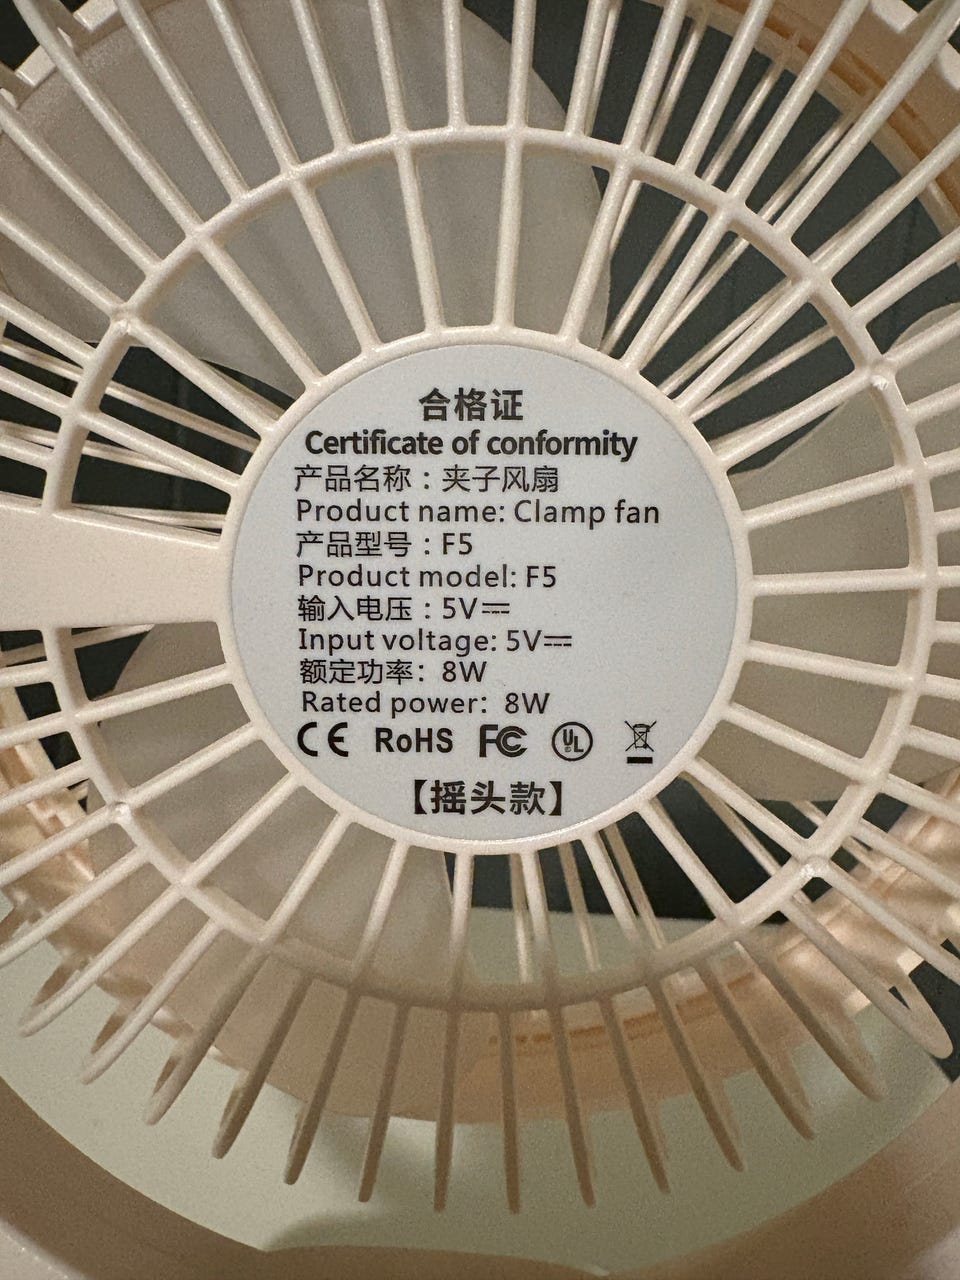 合格证
Certificate of conformity
产品名称：夹子风扇
Product name: Clamp fan
产品型号：F5
Product model: F5
输入电压：5V⎓
Input voltage: 5V⎓
额定功率：8W
Rated power: 8W
CE RoHS FC UL
【摇头款】